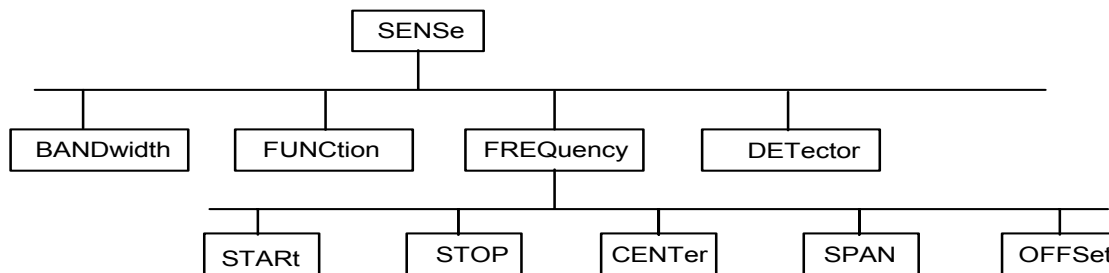 SENSe
BANDwidth FUNCtion FREQuency DETector
STARt STOP CENTer SPAN OFFSet